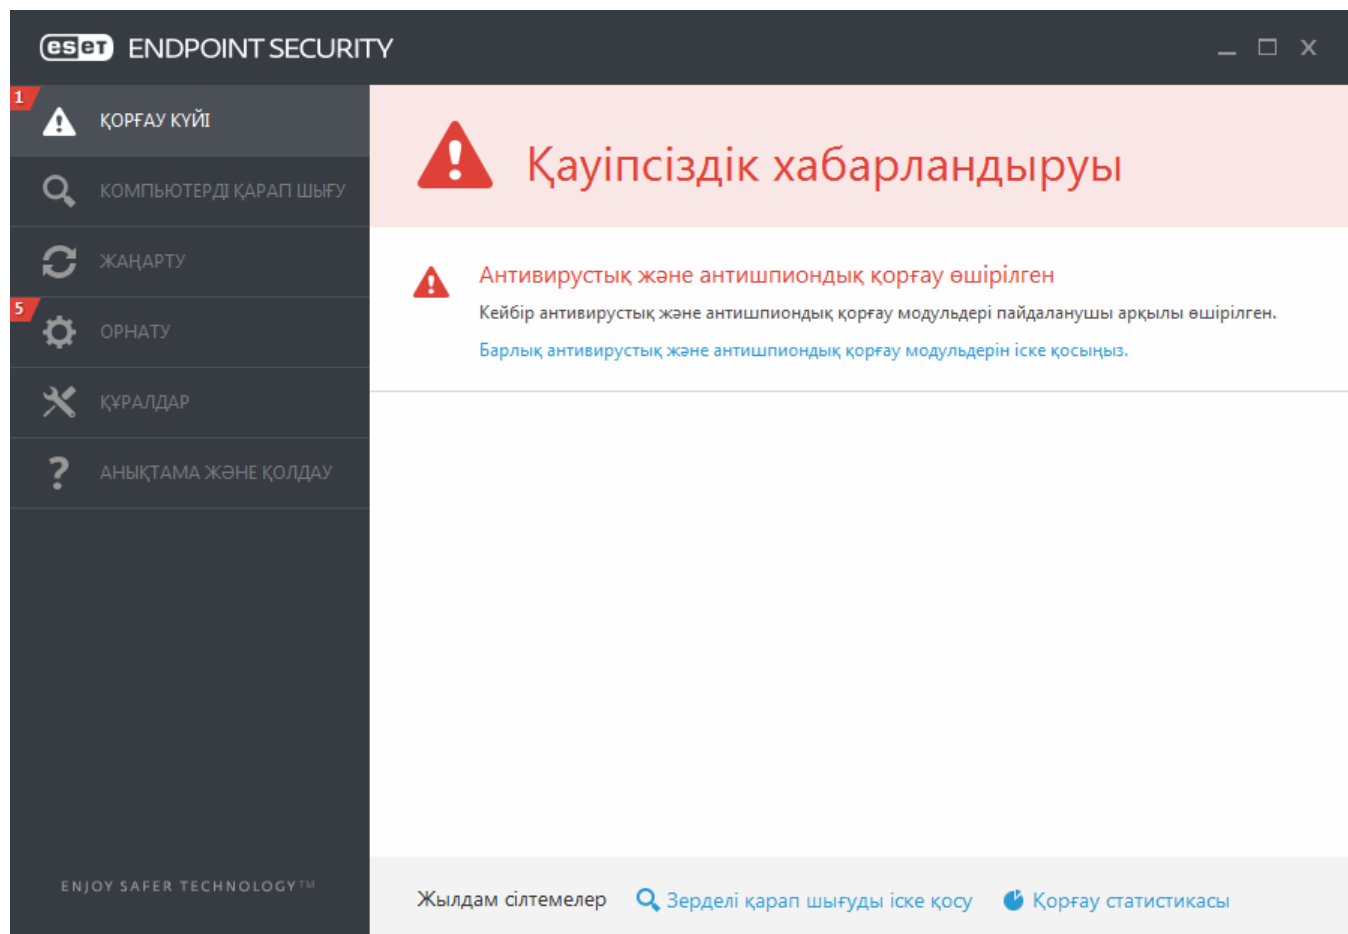 eset ENDPOINT SECURITY
1
ҚОРҒАУ КҮЙІ
КОМПЬЮТЕРДІ ҚАРАП ШЫҒУ
ЖАҢАРТУ
5
ОРНАТУ
ҚҰРАЛДАР
АНЫҚТАМА ЖӘНЕ ҚОЛДАУ
ENJOY SAFER TECHNOLOGY™
Қауіпсіздік хабарландыруы
Антивирустық және антишпиондық қорғау өшірілген
Кейбір антивирустық және антишпиондық қорғау модульдері пайдаланушы арқылы өшірілген.
Барлық антивирустық және антишпиондық қорғау модульдерін іске қосыңыз.
Жылдам сілтемелер Зерделі қарап шығуды іске қосу Қорғау статистикасы